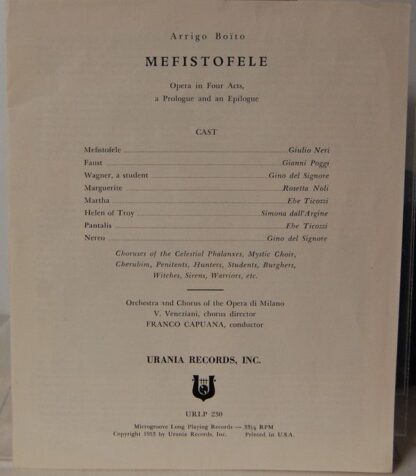 Arrigo Boito
MEFISTOFELE
Opera in Four Acts,
a Prologue and an Epilogue
CAST
Mefistofele Giulio Neri
Faust Gianni Poggi
Wagner, a student Gino del Signore
Marguerite Rosetta Noli
Martha Ebe Ticozzi
Helen of Troy Simona dall'Argine
Pantalis Ebe Ticozzi
Nereo Gino del Signore
Choruses of the Celestial Phalanxes, Mystic Choir,
Cherubim, Penitents, Hunters, Students, Burghers,
Witches, Sirens, Warriors, etc.
Orchestra and Chorus of the Opera di Milano
V. Veneziani, chorus director
FRANCO CAPUANA, conductor
URANIA RECORDS, INC.
URLP 230
Microgroove Long Playing Records — 33⅓ RPM
Copyright 1953 by Urania Records, Inc. Printed in U.S.A.